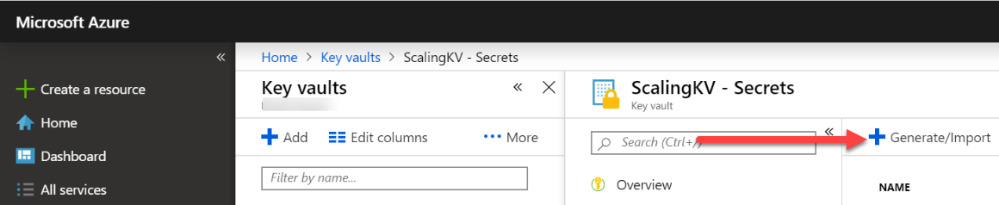 Microsoft Azure
Create a resource
Home
Dashboard
All services
Home > Key vaults > ScalingKV - Secrets
Key vaults
Add
Edit columns
More
Filter by name...
ScalingKV - Secrets
Key vault
Search (Ctrl+/)
Overview
Generate/Import
NAME